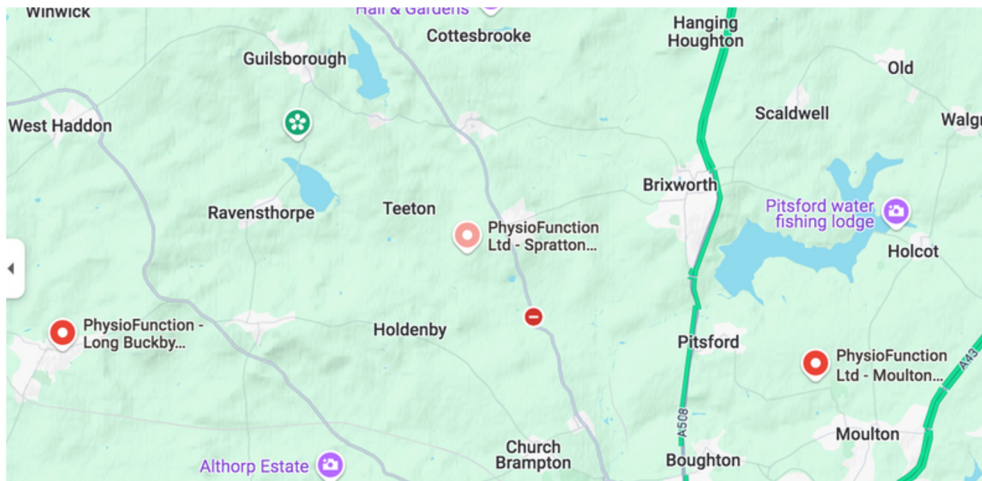 Winwick
Hall & Gardens
Cottesbrooke
Hanging
Houghton
Guilsborough
Old
Scaldwell
West Haddon
Walgr
Brixworth
Ravensthorpe
Teeton
Pitsford water
fishing lodge
PhysioFunction
Ltd - Spratton...
Holcot
PhysioFunction -
Long Buckby...
Holdenby
Pitsford
PhysioFunction
Ltd - Moulton...
A43
A508
Moulton
Church
Brampton
Boughton
Althorp Estate